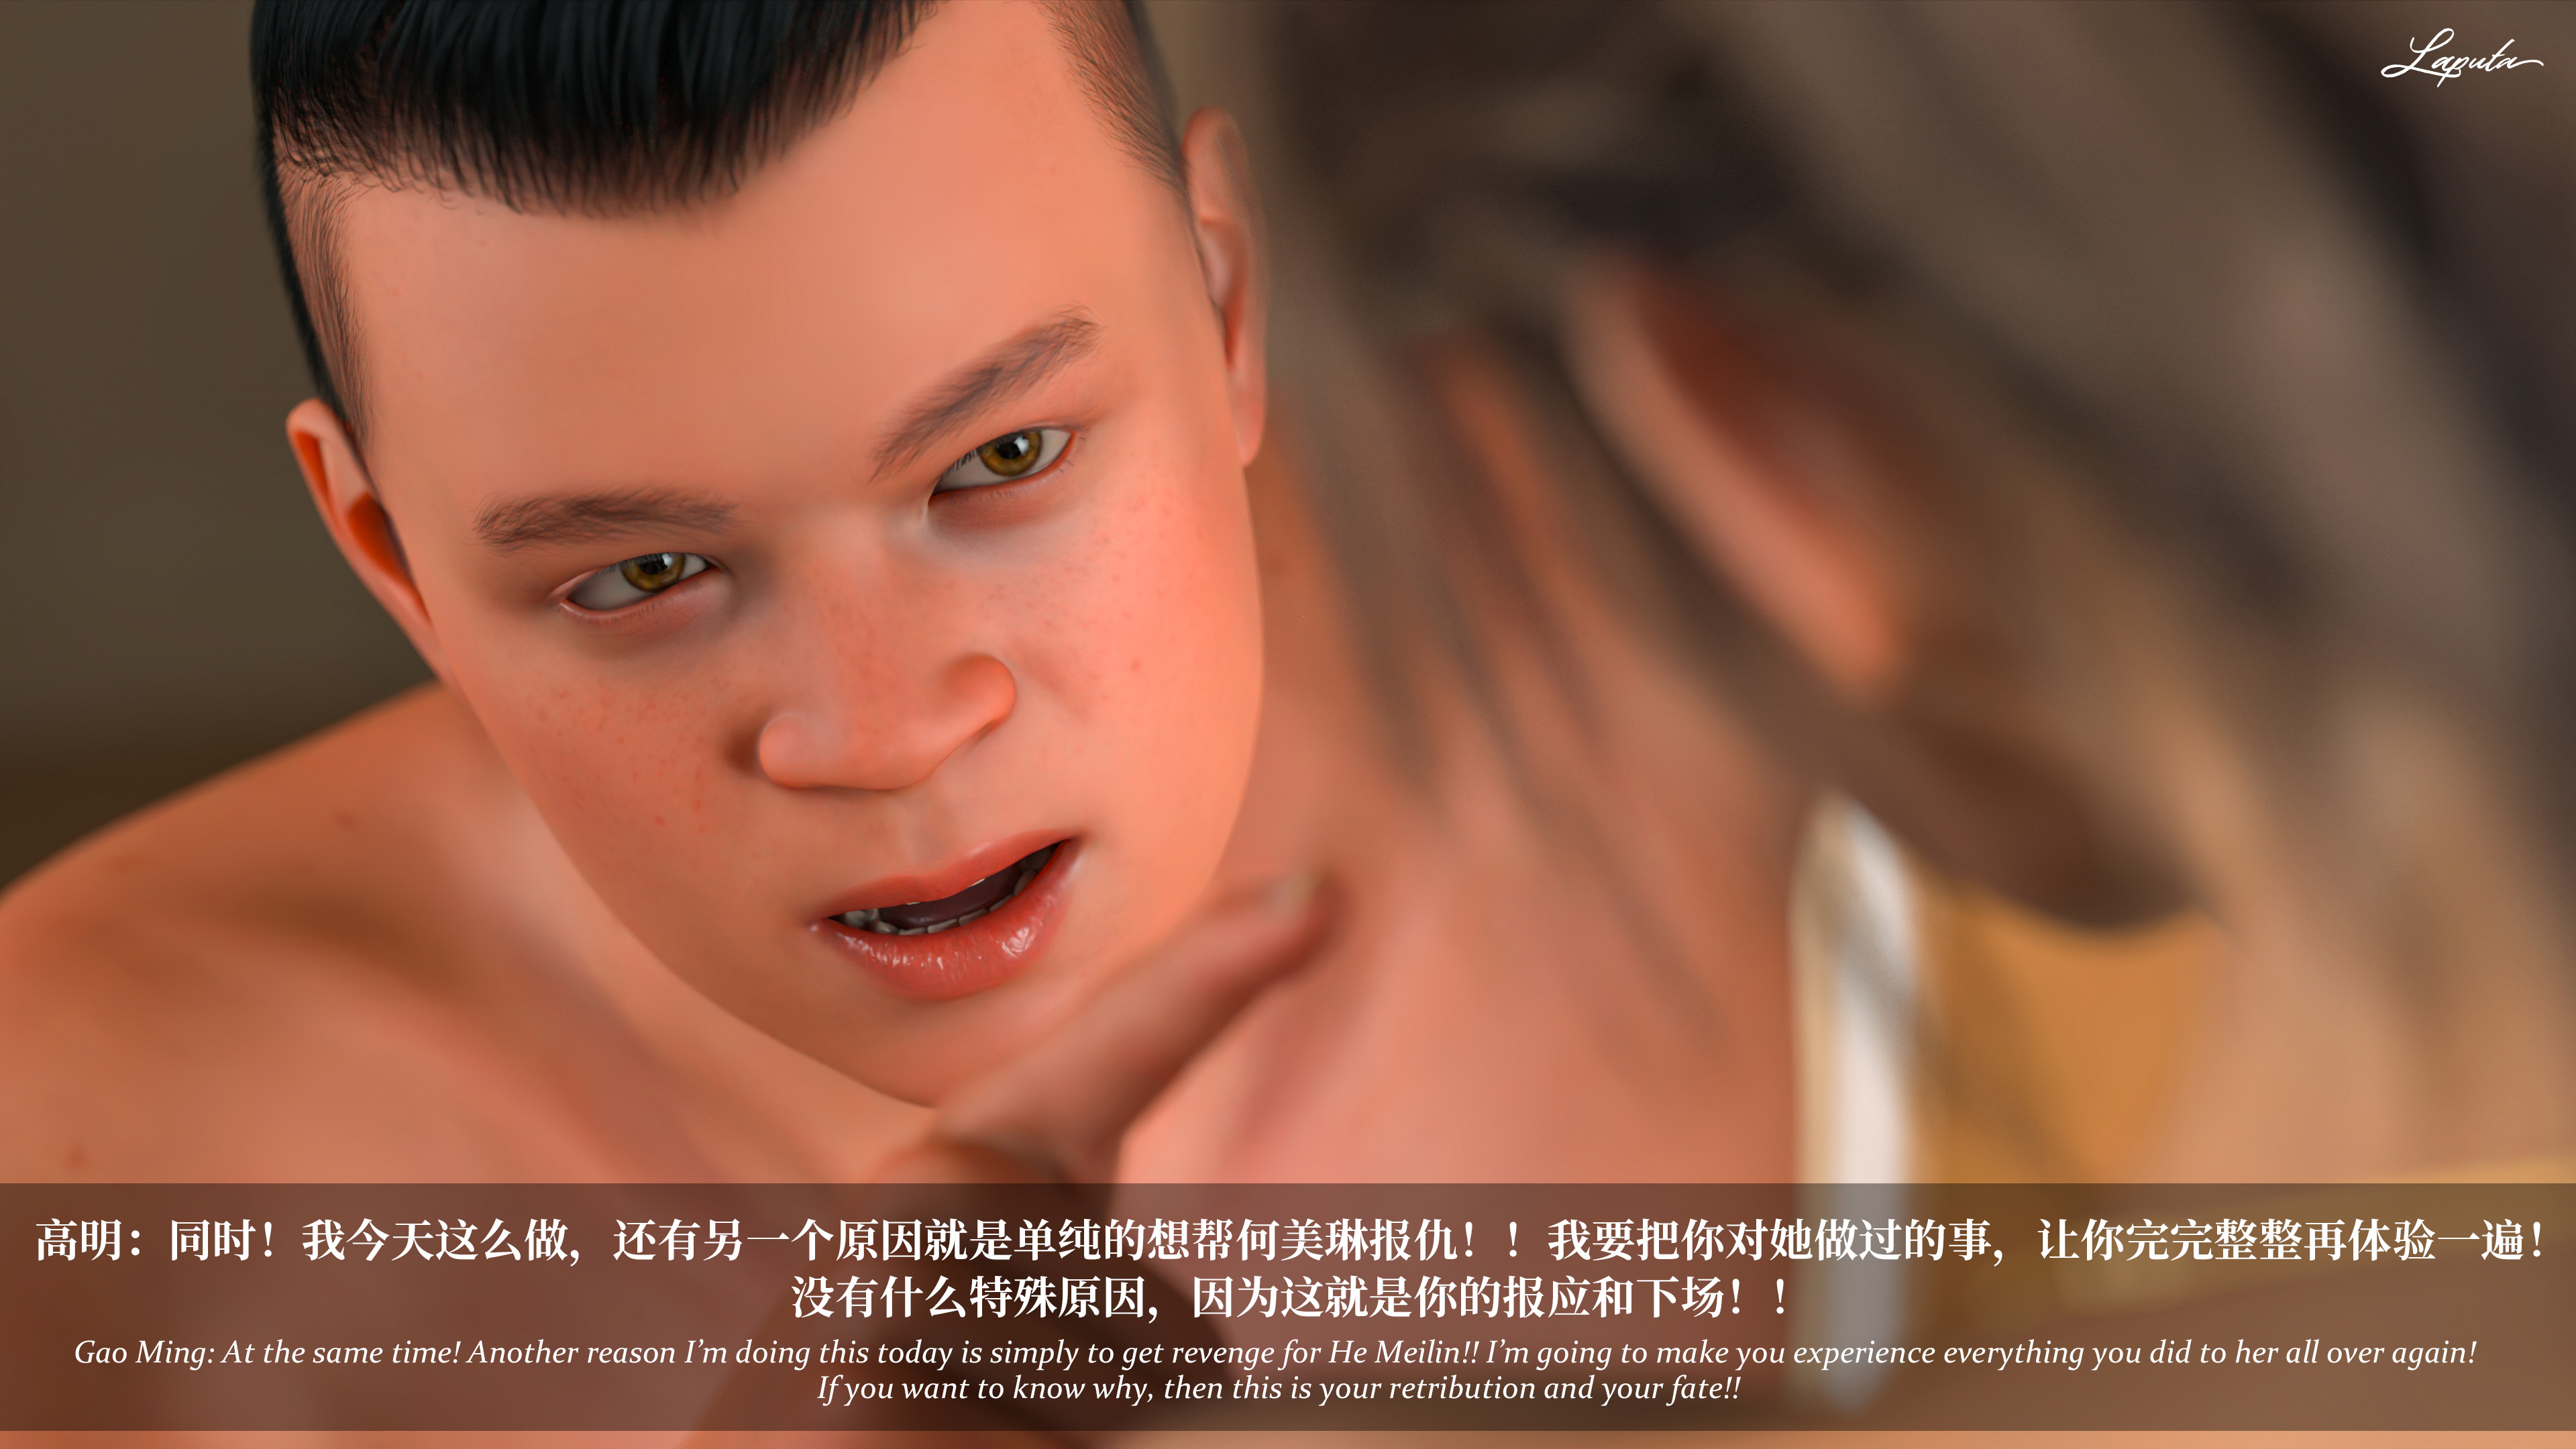 Laputa
高明：同时！我今天这么做，还有另一个原因就是单纯的想帮何美琳报仇！！我要把你对她做过的事，让你完完整整再体验一遍！
没有什么特殊原因，因为这就是你的报应和下场！！
Gao Ming: At the same time! Another reason I’m doing this today is simply to get revenge for He Meilin!! I’m going to make you experience everything you did to her all over again!
If you want to know why, then this is your retribution and your fate!!